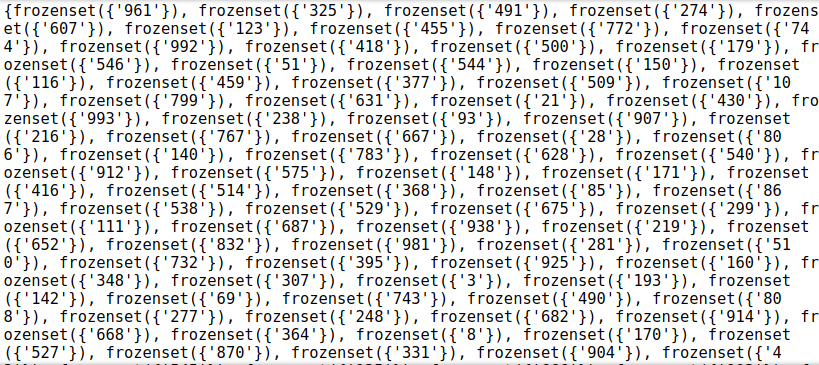 {frozenset({'961'}), frozenset({'325'}), frozenset({'491'}), frozenset({'274'}), frozens
et({'607'}), frozenset({'123'}), frozenset({'455'}), frozenset({'772'}), frozenset({'74
4'}), frozenset({'992'}), frozenset({'418'}), frozenset({'500'}), frozenset({'179'}), fr
ozenset({'546'}), frozenset({'51'}), frozenset({'544'}), frozenset({'150'}), frozenset
({'116'}), frozenset({'459'}), frozenset({'377'}), frozenset({'509'}), frozenset({'10
7'}), frozenset({'799'}), frozenset({'631'}), frozenset({'21'}), frozenset({'430'}), fro
zenset({'993'}), frozenset({'238'}), frozenset({'93'}), frozenset({'907'}), frozenset
({'216'}), frozenset({'767'}), frozenset({'667'}), frozenset({'28'}), frozenset({'80
6'}), frozenset({'140'}), frozenset({'783'}), frozenset({'628'}), frozenset({'540'}), fr
ozenset({'912'}), frozenset({'575'}), frozenset({'148'}), frozenset({'171'}), frozenset
({'416'}), frozenset({'514'}), frozenset({'368'}), frozenset({'85'}), frozenset({'86
7'}), frozenset({'538'}), frozenset({'529'}), frozenset({'675'}), frozenset({'299'}), fr
ozenset({'111'}), frozenset({'687'}), frozenset({'938'}), frozenset({'219'}), frozenset
({'652'}), frozenset({'832'}), frozenset({'981'}), frozenset({'281'}), frozenset({'51
0'}), frozenset({'732'}), frozenset({'395'}), frozenset({'925'}), frozenset({'160'}), fr
ozenset({'348'}), frozenset({'307'}), frozenset({'3'}), frozenset({'193'}), frozenset
({'142'}), frozenset({'69'}), frozenset({'743'}), frozenset({'490'}), frozenset({'80
8'}), frozenset({'277'}), frozenset({'248'}), frozenset({'682'}), frozenset({'914'}), fr
ozenset({'668'}), frozenset({'364'}), frozenset({'8'}), frozenset({'170'}), frozenset
({'527'}), frozenset({'870'}), frozenset({'331'}), frozenset({'904'}), frozenset({'4